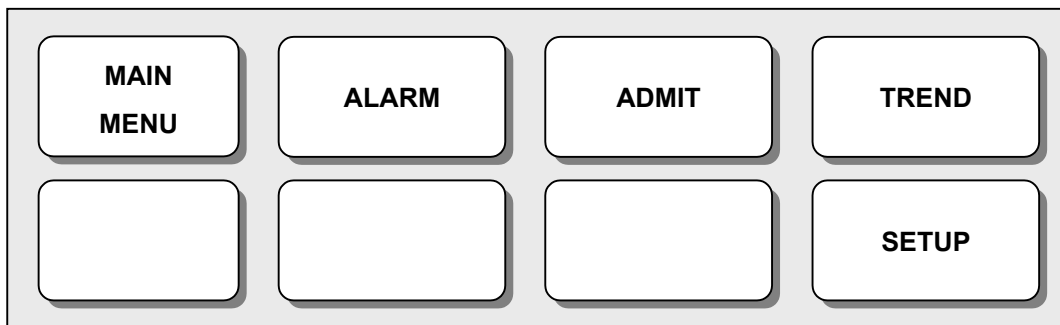 MAIN
MENU
ALARM
ADMIT
TREND
SETUP